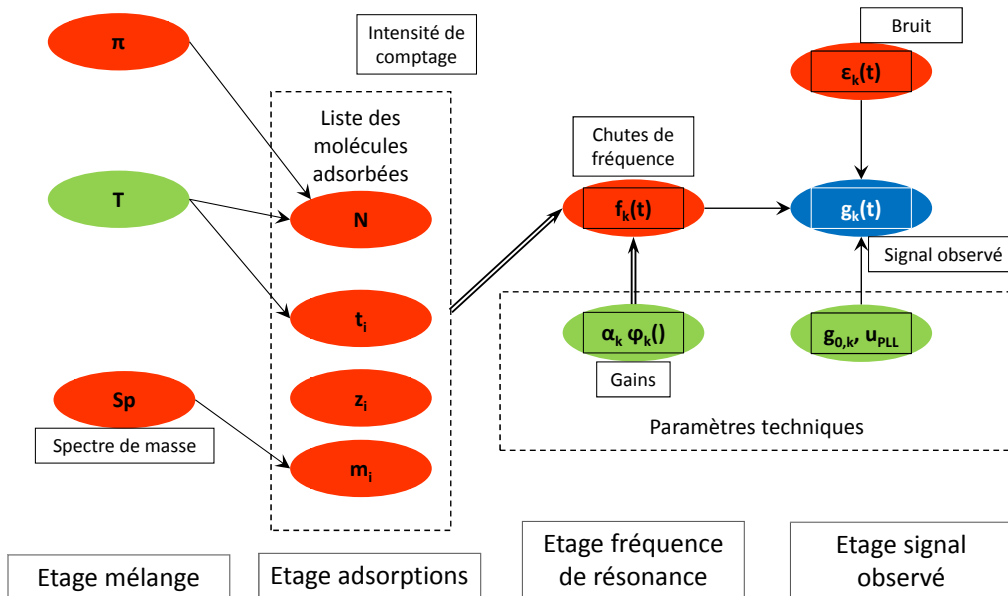 π
Intensité de
comptage
Bruit
εk(t)
Liste des
molécules
adsorbées
Chutes de
fréquence
T
N
fk(t)
gk(t)
Signal observé
ti
αk φk()
g0,k, uPLL
Gains
Sp
zi
Paramètres techniques
Spectre de masse
mi
Etage mélange
Etage adsorptions
Etage fréquence
de résonance
Etage signal
observé